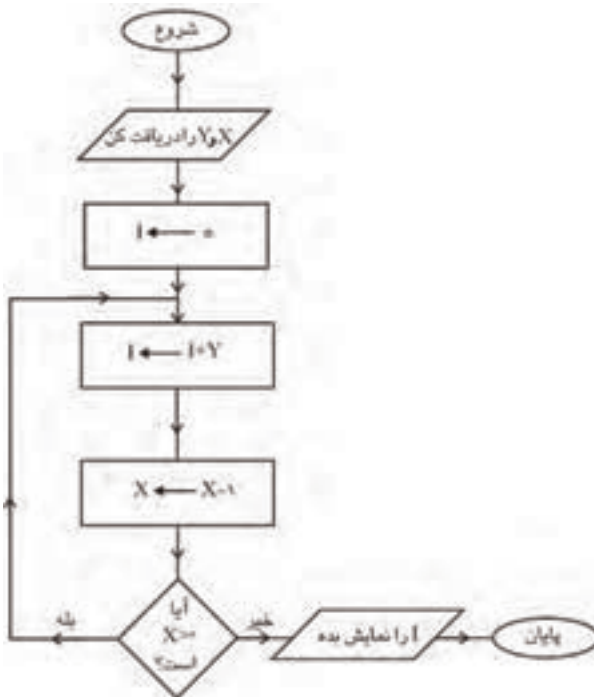 شروع
X و Y را دریافت کن
I ← ۰
I ← I+Y
X ← X-۱
آیا
X>۰
است؟
بله
خیر
I را نمایش بده
پایان